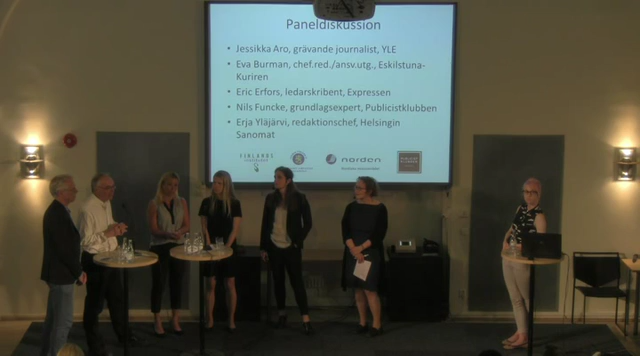 Paneldiskussion
• Jessikka Aro, grävande journalist, YLE
• Eva Burman, chef.red./ansv.utg., Eskilstuna-
Kuriren
• Eric Erfors, ledarskribent, Expressen
• Nils Funcke, grundlagsexpert, Publicistklubben
• Erja Yläjärvi, redaktionschef, Helsingin
Sanomat
FINLANDS
norden